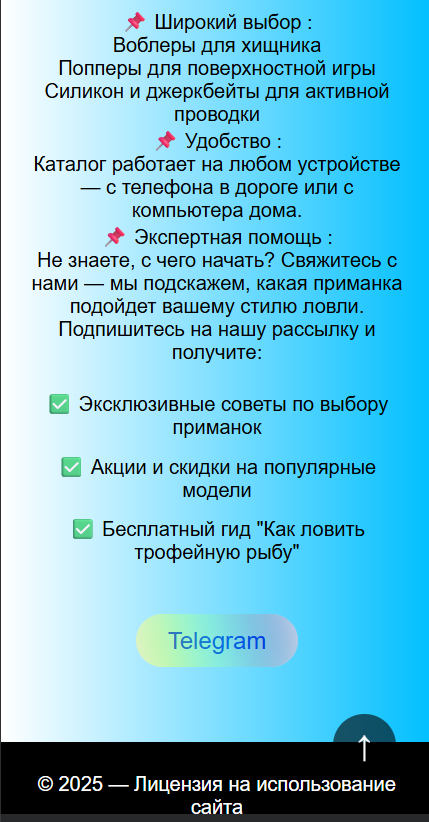 📌 Широкий выбор :
Воблеры для хищника
Попперы для поверхностной игры
Силикон и джеркбейты для активной
проводки
📌 Удобство :
Каталог работает на любом устройстве
— с телефона в дороге или с
компьютера дома.
📌 Экспертная помощь :
Не знаете, с чего начать? Свяжитесь с
нами — мы подскажем, какая приманка
подойдет вашему стилю ловли.
Подпишитесь на нашу рассылку и
получите:
✅ Эксклюзивные советы по выбору
приманок
✅ Акции и скидки на популярные
модели
✅ Бесплатный гид "Как ловить
трофейную рыбу"
Telegram
↑
© 2025 — Лицензия на использование
сайта